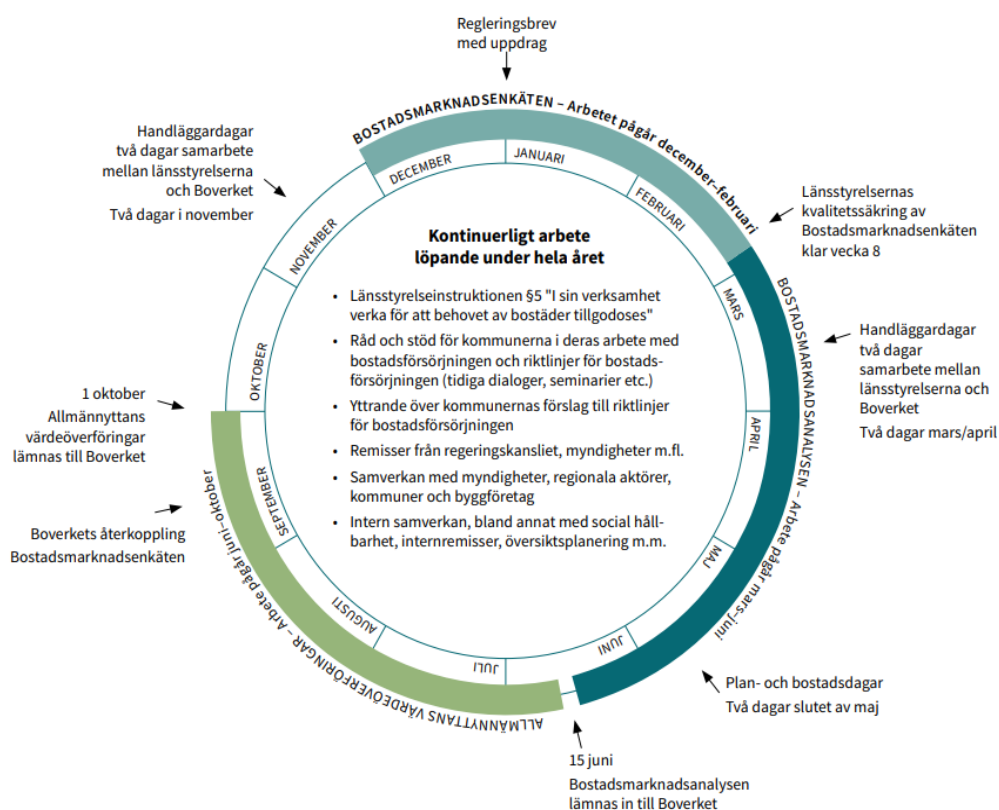 Regleringsbrev
med uppdrag
BOSTADSMARKNADSENKÄTEN – Arbetet pågår december–februari
Handläggardagar
två dagar samarbete
mellan länsstyrelserna
och Boverket
Två dagar i november
DECEMBER
JANUARI
FEBRUARI
NOVEMBER
Länsstyrelsernas
kvalitetssäkring av
Bostadsmarknadsenkäten
klar vecka 8
Kontinuerligt arbete
löpande under hela året
• Länsstyrelseinstruktionen §5 "I sin verksamhet
verka för att behovet av bostäder tillgodoses"
• Råd och stöd för kommunerna i deras arbete med
bostadsförsörjningen och riktlinjer för bostads-
försörjningen (tidiga dialoger, seminarier etc.)
• Yttrande över kommunernas förslag till riktlinjer
för bostadsförsörjningen
• Remisser från regeringskansliet, myndigheter m.fl.
• Samverkan med myndigheter, regionala aktörer,
kommuner och byggföretag
• Intern samverkan, bland annat med social håll-
barhet, internremisser, översiktsplanering m.m.
MARS
BOSTADSMARKNADSANALYSEN – Arbete pågår mars–juni
Handläggardagar
två dagar
samarbete mellan
länsstyrelserna och
Boverket
Två dagar mars/april
OKTOBER
APRIL
1 oktober
Allmännyttans
värdeöverföringar
lämnas till Boverket
SEPTEMBER
Boverkets återkoppling
Bostadsmarknadsenkäten
MAJ
AUGUSTI
JUNI
JULI
ALLMÄNNYTTANS VÄRDEÖVERFÖRINGAR – Arbete pågår juni–oktober
Plan- och bostadsdagar
Två dagar slutet av maj
15 juni
Bostadsmarknadsanalysen
lämnas in till Boverket